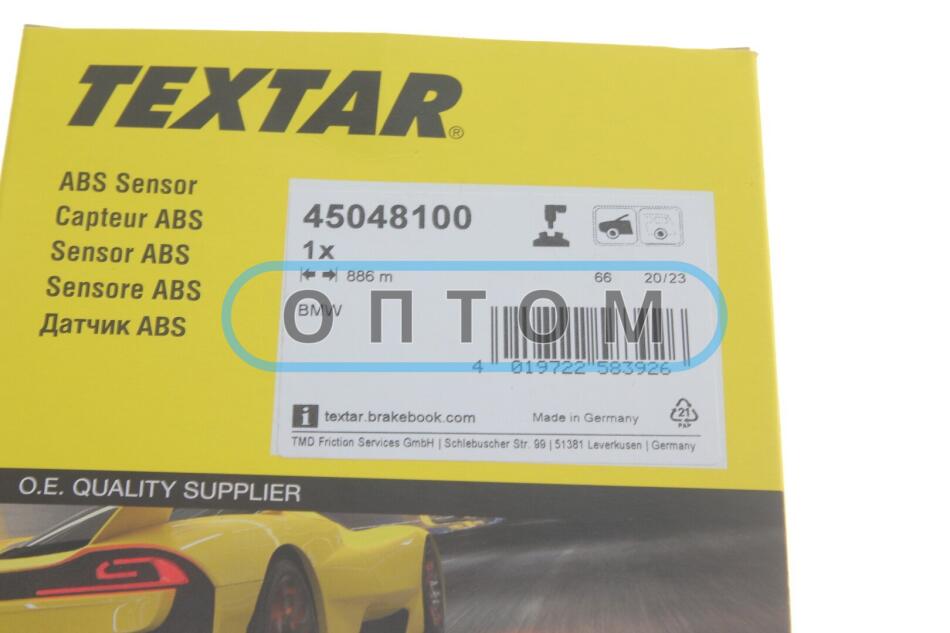 TEXTAR®
ABS Sensor
Capteur ABS
Sensor ABS
Sensore ABS
Датчик ABS
45048100
1x
886 m
66 20/23
BMW
ОПТОМ
4 019722 583926
i textar.brakebook.com
Made in Germany
21
PAP
TMD Friction Services GmbH | Schlebuscher Str. 99 | 51381 Leverkusen | Germany
O.E. QUALITY SUPPLIER